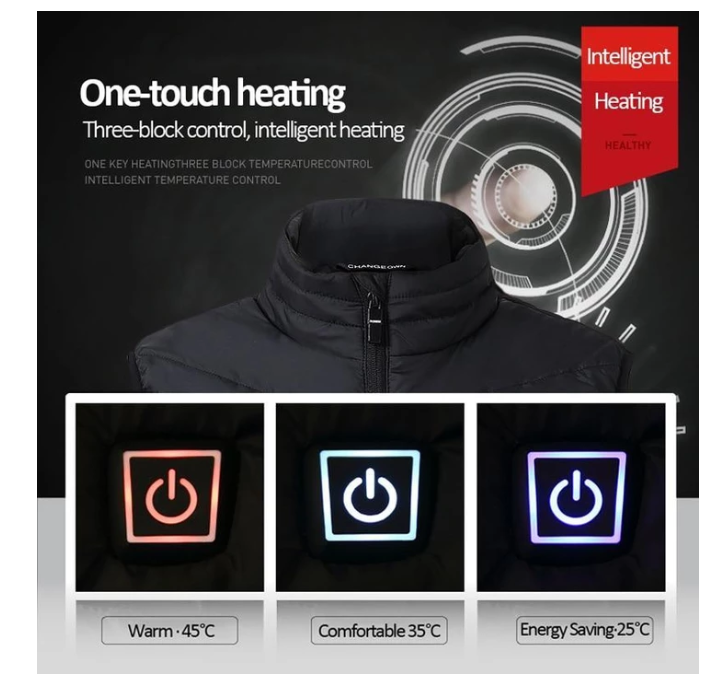 Intelligent
Heating
HEALTHY
One-touch heating
Three-block control, intelligent heating
ONE KEY HEATINGTHREE BLOCK TEMPERATURECONTROL
INTELLIGENT TEMPERATURE CONTROL
CHANGEOWN
Warm·45°C
Comfortable 35°C
Energy Saving·25°C